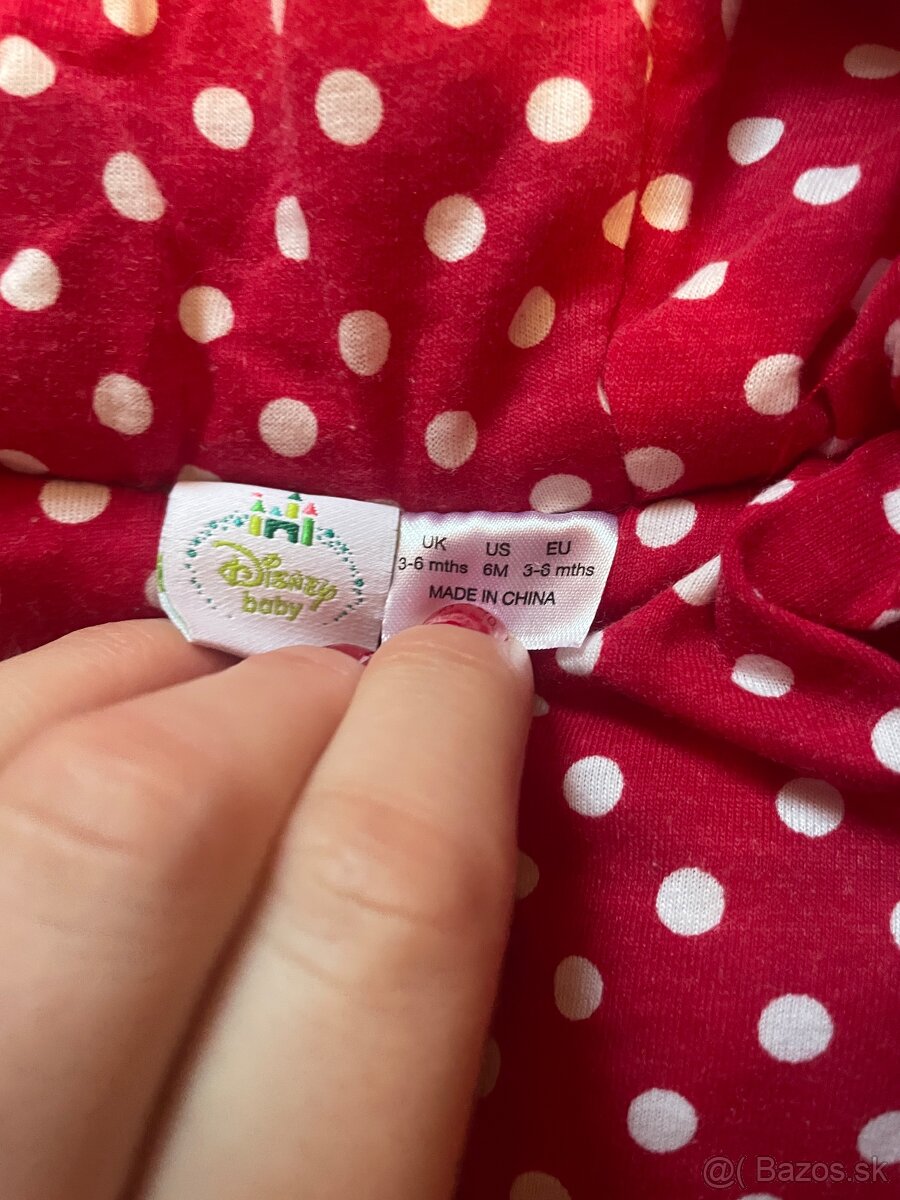 Disney
baby
UK US EU
3-6 mths 6M 3-6 mths
MADE IN CHINA
@( Bazos.sk